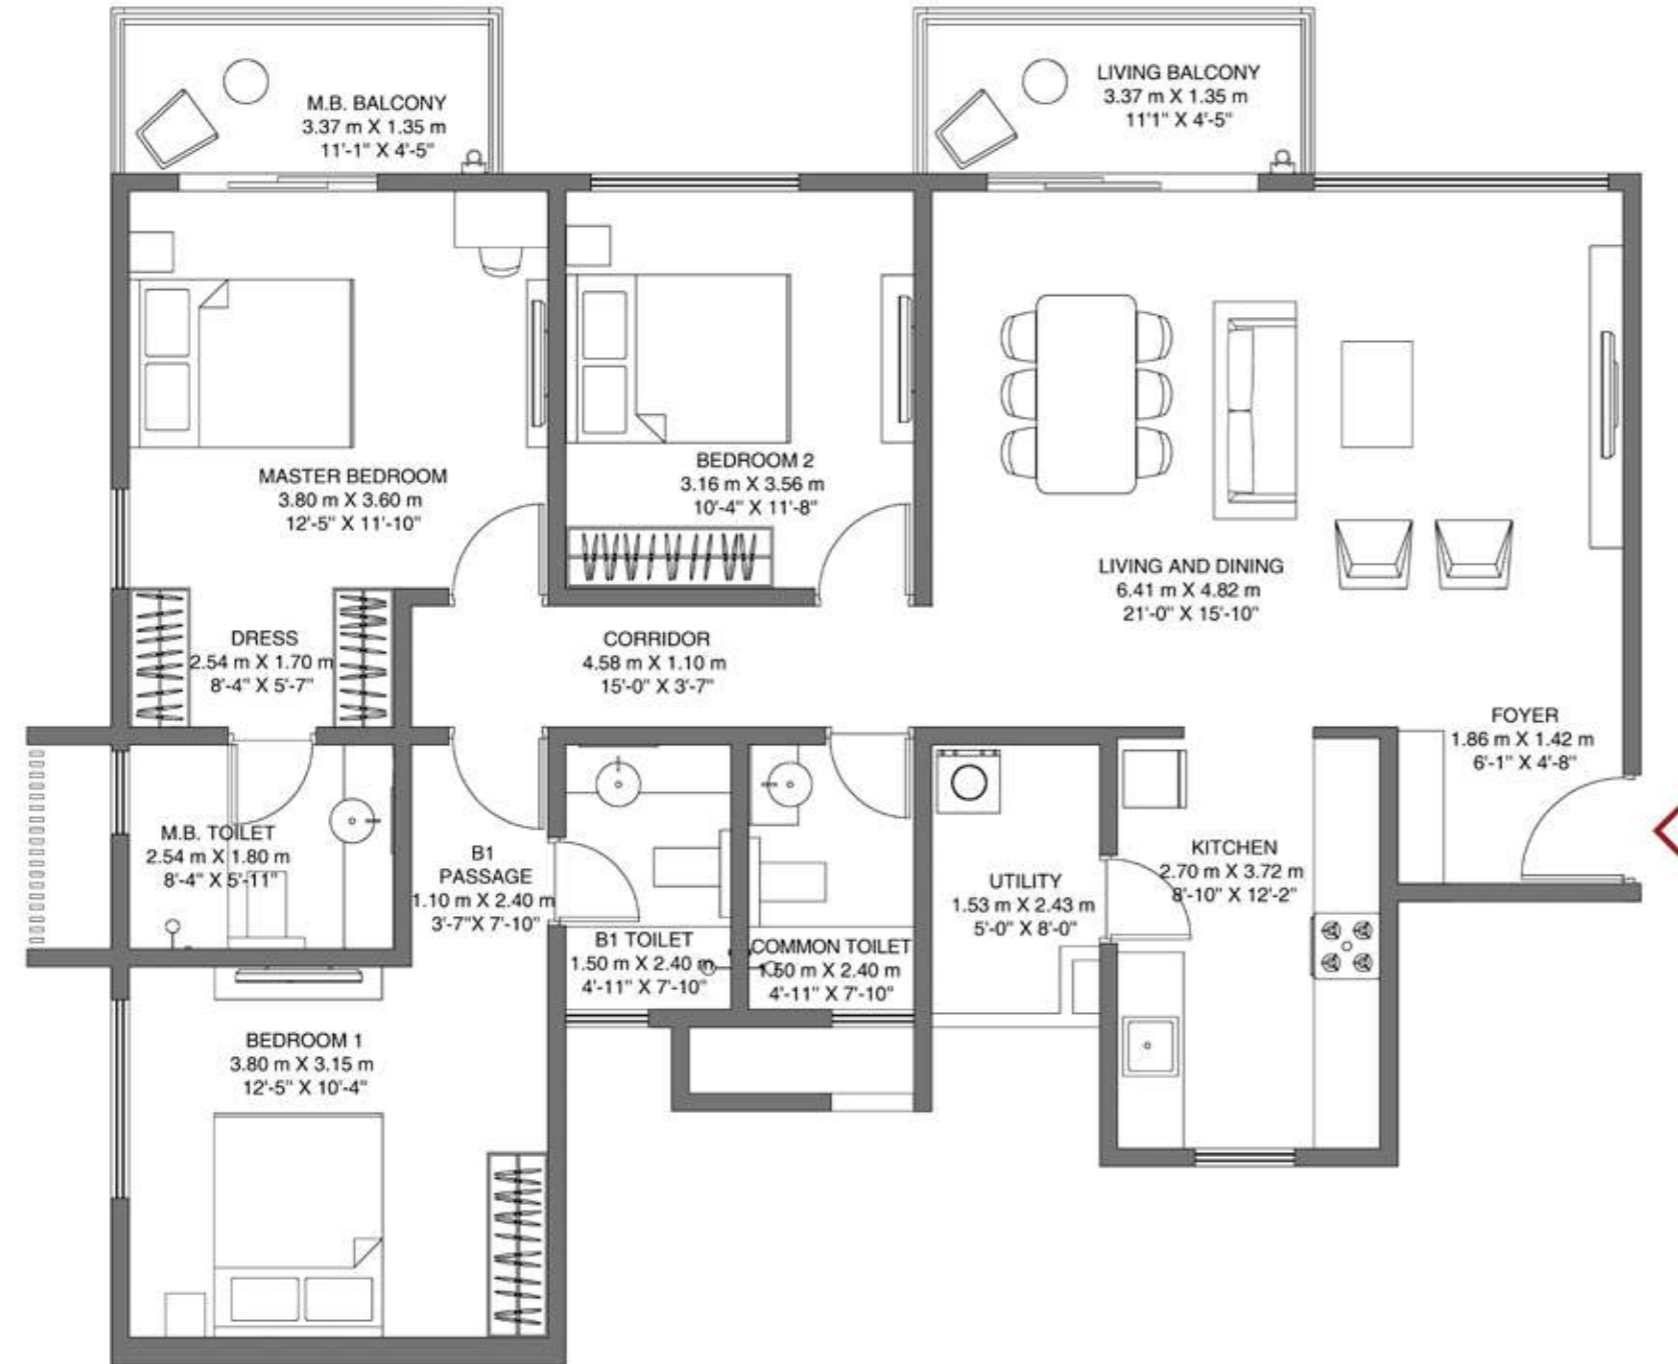 M.B. BALCONY
3.37 m X 1.35 m
11'-1" X 4'-5"
LIVING BALCONY
3.37 m X 1.35 m
11'1" X 4'-5"
MASTER BEDROOM
3.80 m X 3.60 m
12'-5" X 11'-10"
BEDROOM 2
3.16 m X 3.56 m
10'-4" X 11'-8"
LIVING AND DINING
6.41 m X 4.82 m
21'-0" X 15'-10"
DRESS
2.54 m X 1.70 m
8'-4" X 5'-7"
CORRIDOR
4.58 m X 1.10 m
15'-0" X 3'-7"
FOYER
1.86 m X 1.42 m
6'-1" X 4'-8"
M.B. TOILET
2.54 m X 1.80 m
8'-4" X 5'-11"
B1
PASSAGE
1.10 m X 2.40 m
3'-7"X 7'-10"
B1 TOILET
1.50 m X 2.40 m
4'-11" X 7'-10"
COMMON TOILET
1.50 m X 2.40 m
4'-11" X 7'-10"
UTILITY
1.53 m X 2.43 m
5'-0" X 8'-0"
KITCHEN
2.70 m X 3.72 m
8'-10" X 12'-2"
BEDROOM 1
3.80 m X 3.15 m
12'-5" X 10'-4"